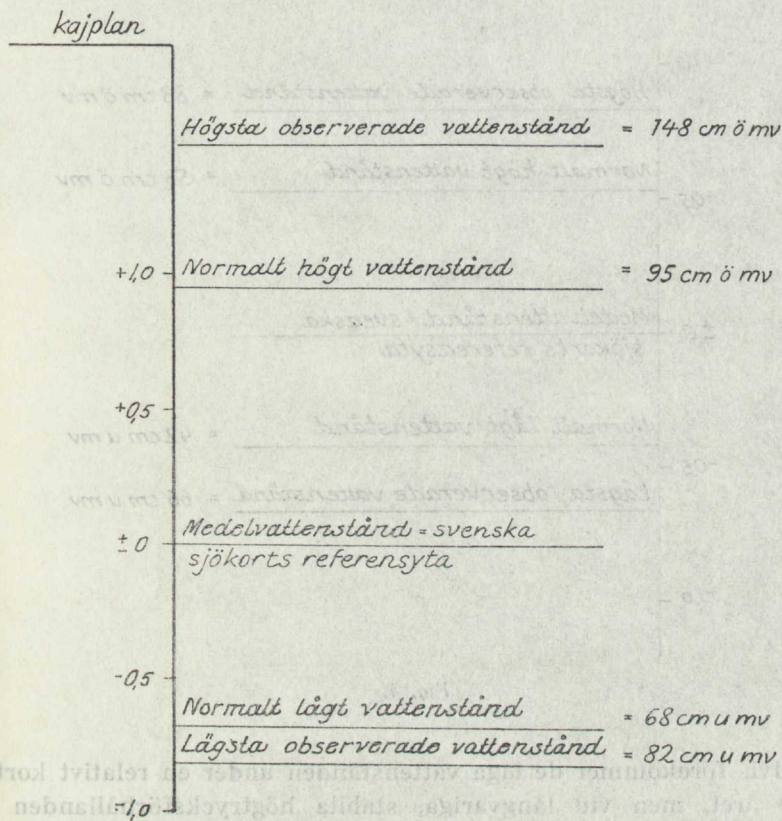 kajplan
Högsta observerade vattenstånd = 148 cm ö mv
+1,0 Normalt högt vattenstånd = 95 cm ö mv
+0,5
± 0 Medelvattenstånd = svenska
sjökorts referensyta
-0,5
Normalt lågt vattenstånd = 68 cm u mv
Lägsta observerade vattenstånd = 82 cm u mv
-1,0